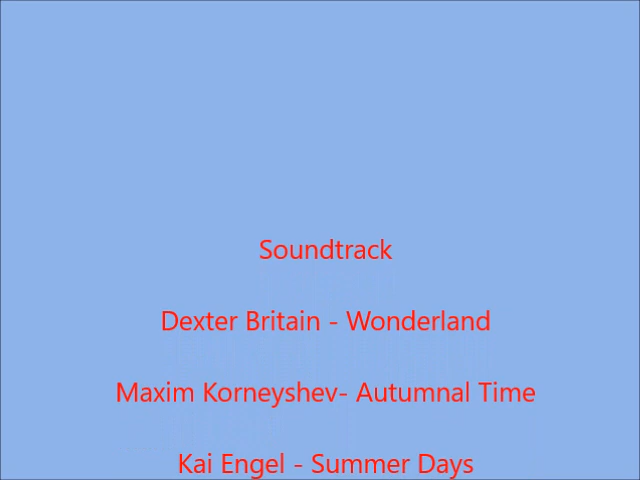 Soundtrack
Dexter Britain - Wonderland
Maxim Korneyshev- Autumnal Time
Kai Engel - Summer Days